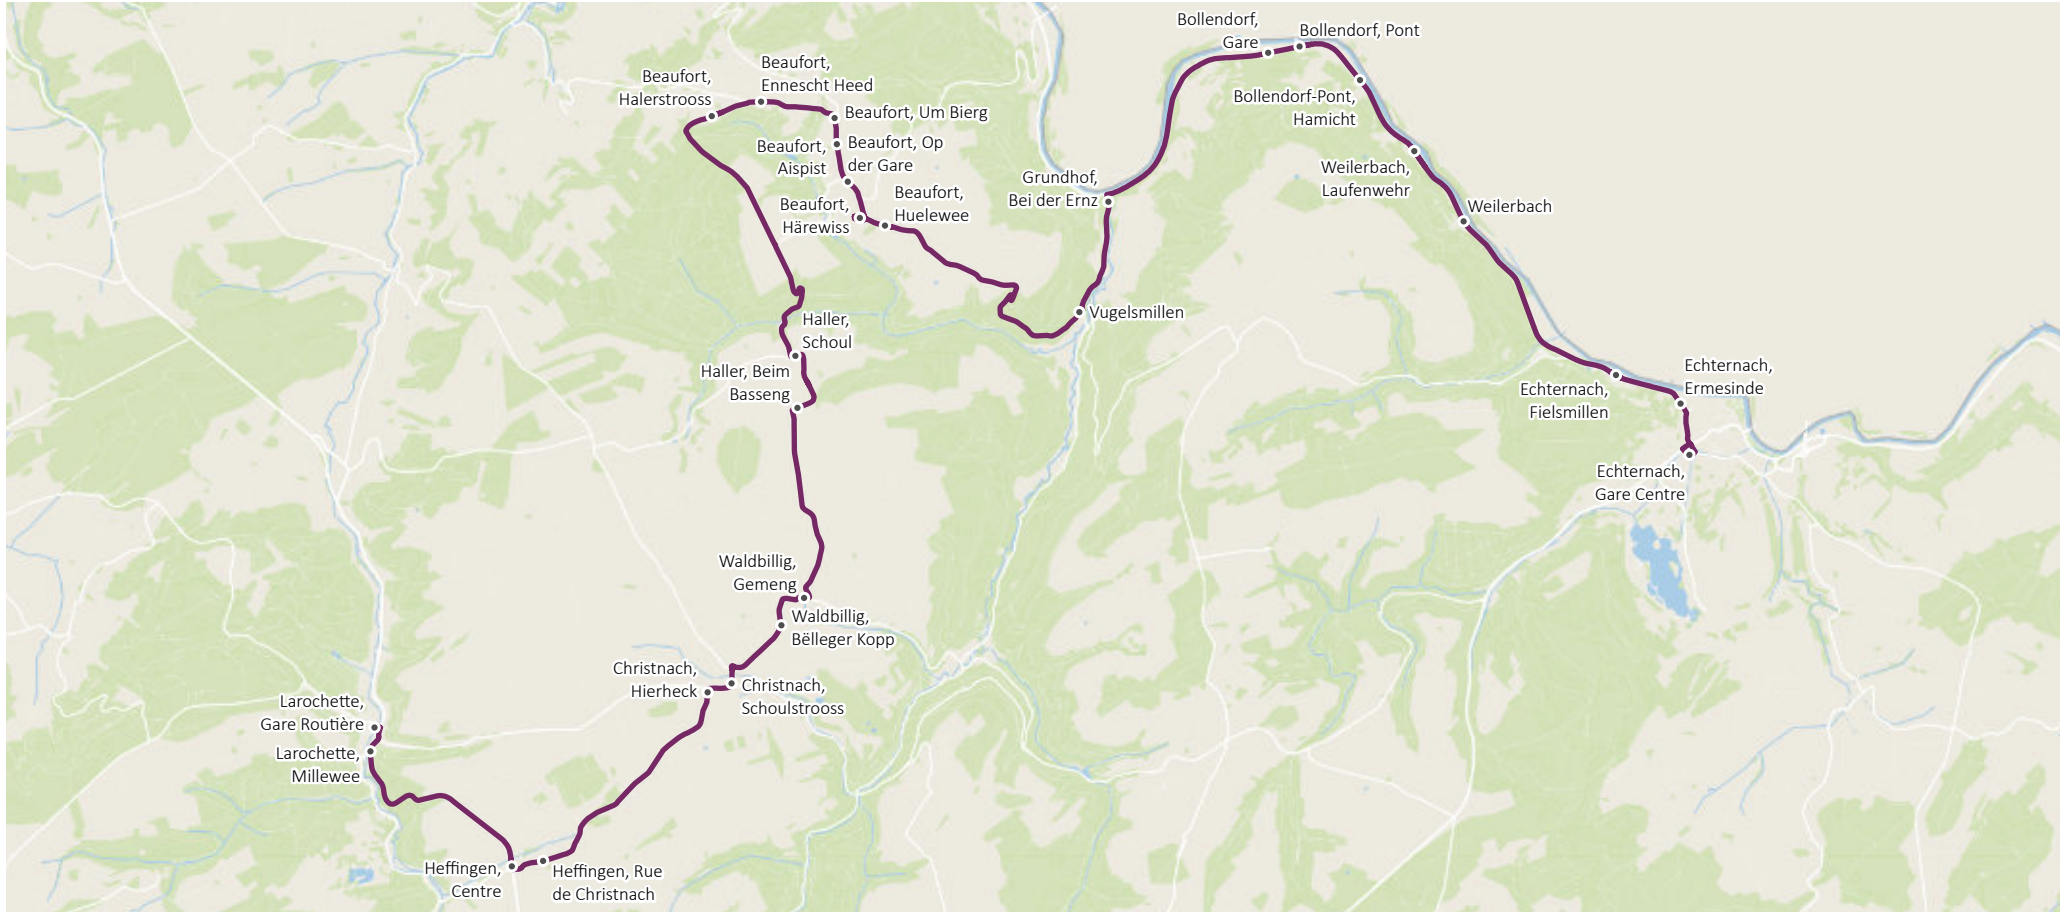 Bollendorf,
Gare
Bollendorf, Pont
Beaufort,
Ennescht Heed
Beaufort,
Halerstrooss
Bollendorf-Pont,
Hamicht
Beaufort, Um Bierg
Beaufort, Op
der Gare
Beaufort,
Aispist
Weilerbach,
Laufenwehr
Grundhof,
Bei der Ernz
Beaufort,
Huelewee
Beaufort,
Härewiss
Weilerbach
Vugelsmillen
Haller,
Schoul
Haller, Beim
Basseng
Echternach,
Ermesinde
Echternach,
Fielsmillen
Echternach,
Gare Centre
Waldbillig,
Gemeng
Waldbillig,
Bëlleger Kopp
Christnach,
Hierheck
Christnach,
Schoulstrooss
Larochette,
Gare Routière
Larochette,
Millewee
Heffingen,
Centre
Heffingen, Rue
de Christnach